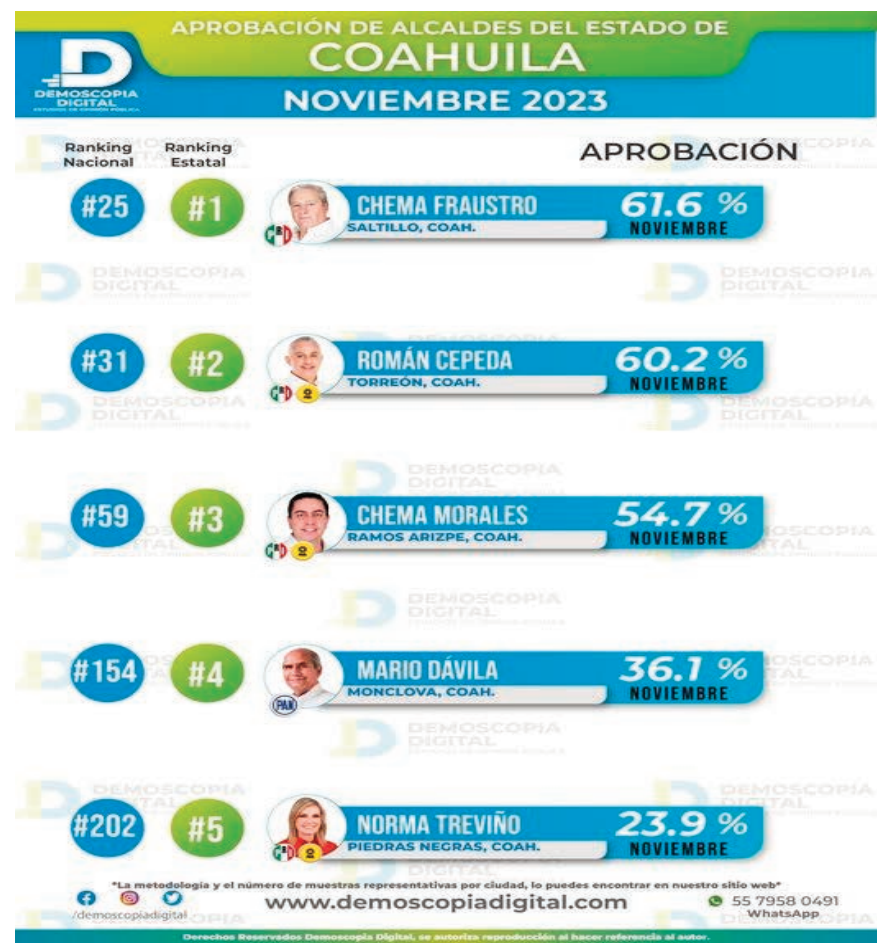 APROBACIÓN DE ALCALDES DEL ESTADO DE
COAHUILA
NOVIEMBRE 2023
D
DEMOSCOPIA
DIGITAL
ESTUDIOS DE OPINIÓN PÚBLICA
Ranking Nacional
Ranking Estatal
APROBACIÓN
#25
#1
CHEMA FRAUSTRO
SALTILLO, COAH.
61.6 %
NOVIEMBRE
#31
#2
ROMÁN CEPEDA
TORREÓN, COAH.
60.2 %
NOVIEMBRE
#59
#3
CHEMA MORALES
RAMOS ARIZPE, COAH.
54.7 %
NOVIEMBRE
#154
#4
PAN
MARIO DÁVILA
MONCLOVA, COAH.
36.1 %
NOVIEMBRE
#202
#5
NORMA TREVIÑO
PIEDRAS NEGRAS, COAH.
23.9 %
NOVIEMBRE
*La metodología y el número de muestras representativas por ciudad, lo puedes encontrar en nuestro sitio web*
/demoscopiadigital
www.demoscopiadigital.com
55 7958 0491
WhatsApp
Derechos Reservados Demoscopia Digital, se autoriza reproducción al hacer referencia al autor.